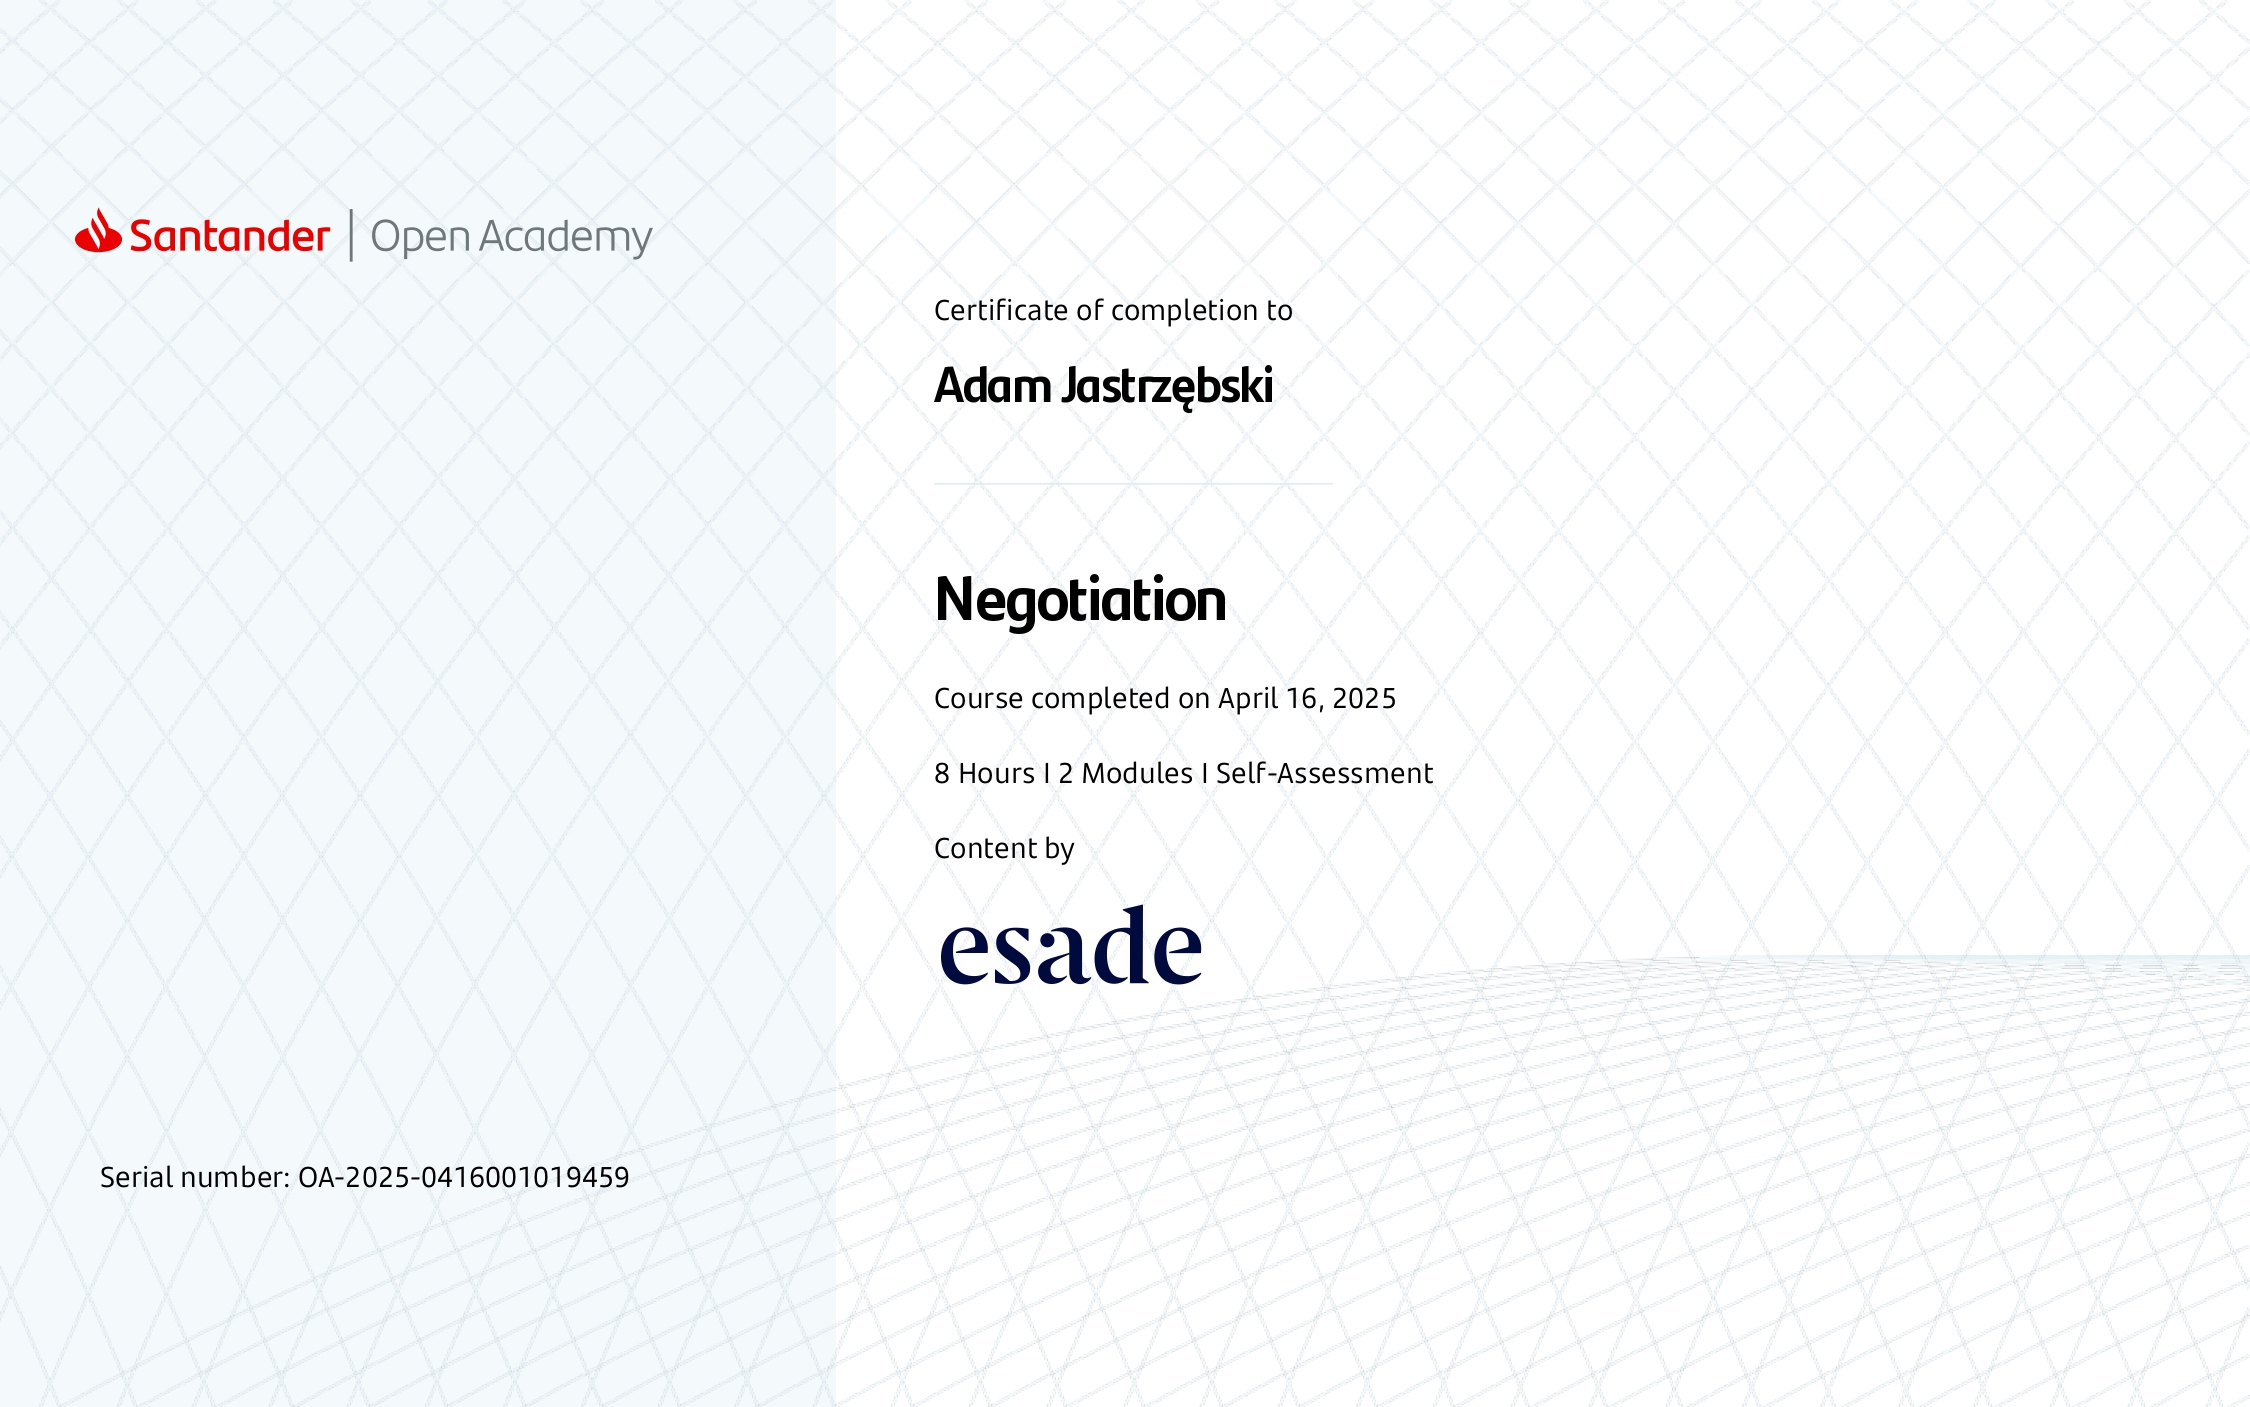 Santander | Open Academy
Certificate of completion to
Adam Jastrzębski
Negotiation
Course completed on April 16, 2025
8 Hours I 2 Modules I Self-Assessment
Content by
esade
Serial number: OA-2025-0416001019459